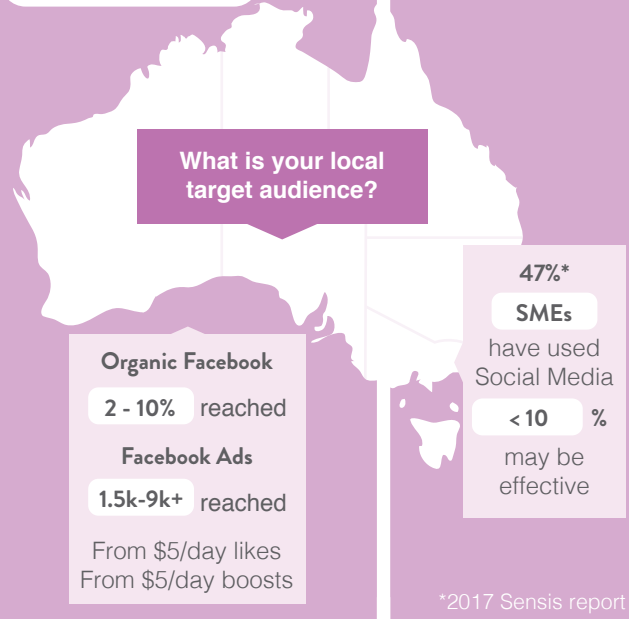 What is your local
target audience?
47%*
SMEs
have used
Social Media
< 10 %
may be
effective
Organic Facebook
2 - 10% reached
Facebook Ads
1.5k-9k+ reached
From $5/day likes
From $5/day boosts
*2017 Sensis report